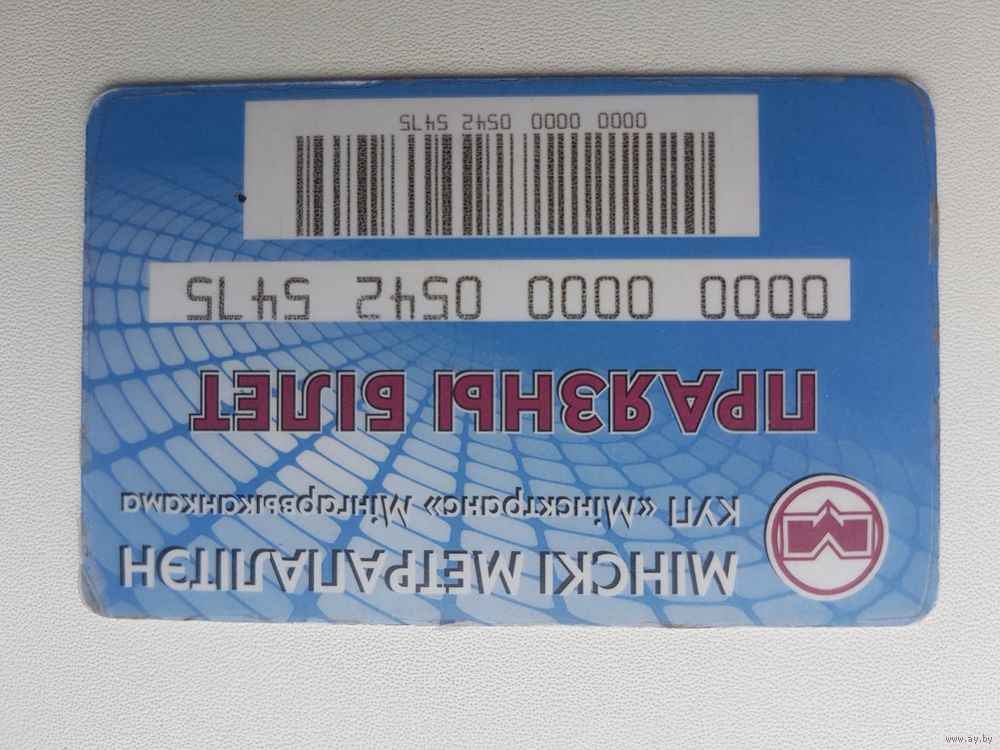 МІНСКІ МЕТРАПАЛІТЭН
КУП «Мінсктранс» Мінгарвыканкама
ПРАЯЗНЫ БІЛЕТ
0000 0000 0542 5475
0000 0000 0542 5475
www.ay.by